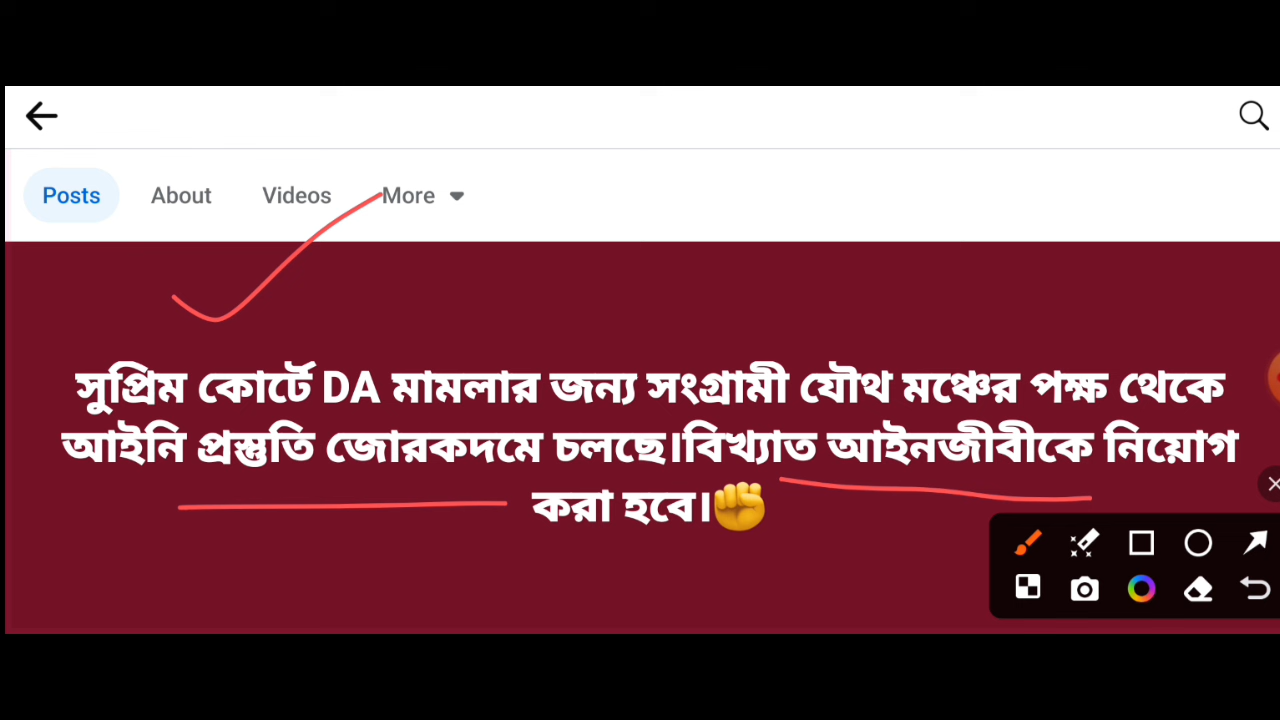 Posts About Videos More
সুপ্রিম কোর্টে DA মামলার জন্য সংগ্রামী যৌথ মঞ্চের পক্ষ থেকে
আইনি প্রস্তুতি জোরকদমে চলছে।বিখ্যাত আইনজীবীকে নিয়োগ
করা হবে।✊